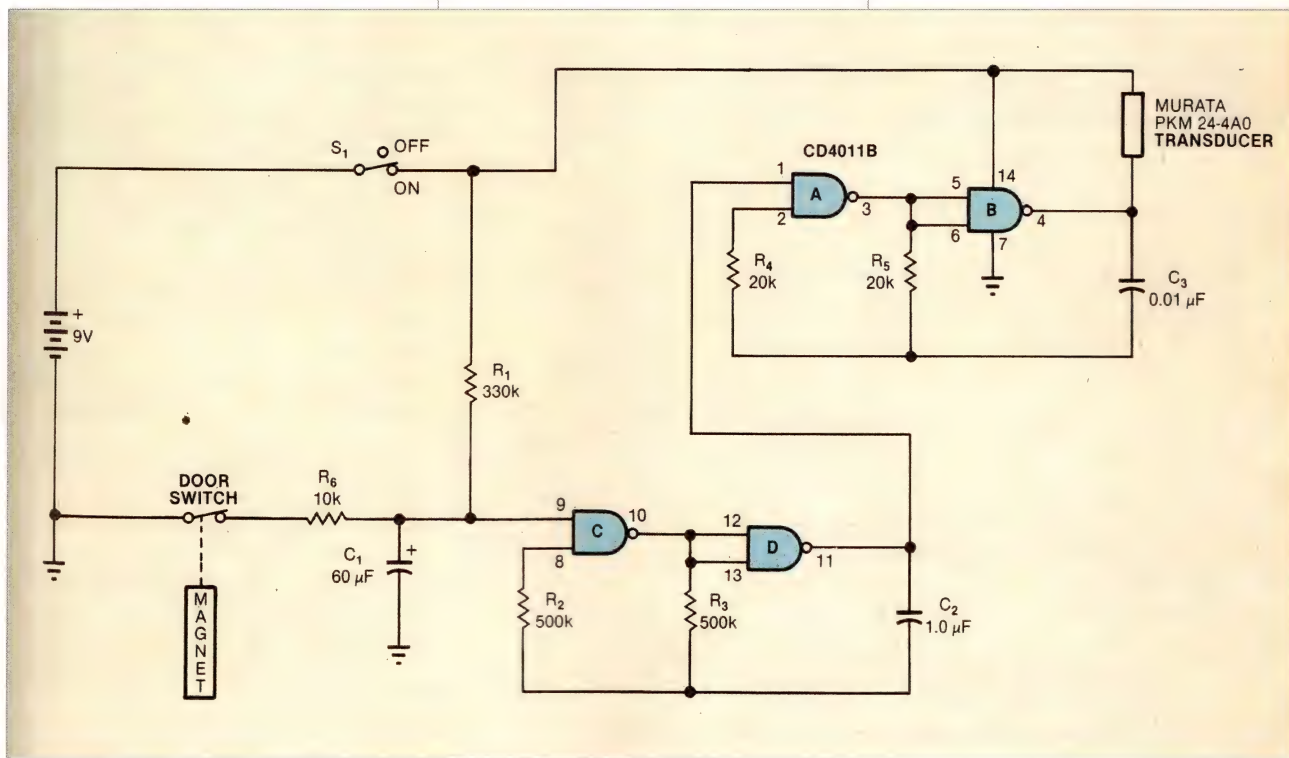 MURATA
PKM 24-4A0
TRANSDUCER
S₁
OFF
ON
CD4011B
1
2
A
3
5
6
14
B
7
4
R₄
20k
R₅
20k
C₃
0.01 µF
+
9V
R₁
330k
DOOR
SWITCH
R₆
10k
C₁
60 µF
+
MAGNET
9
8
C
10
12
13
D
11
R₂
500k
R₃
500k
C₂
1.0 µF